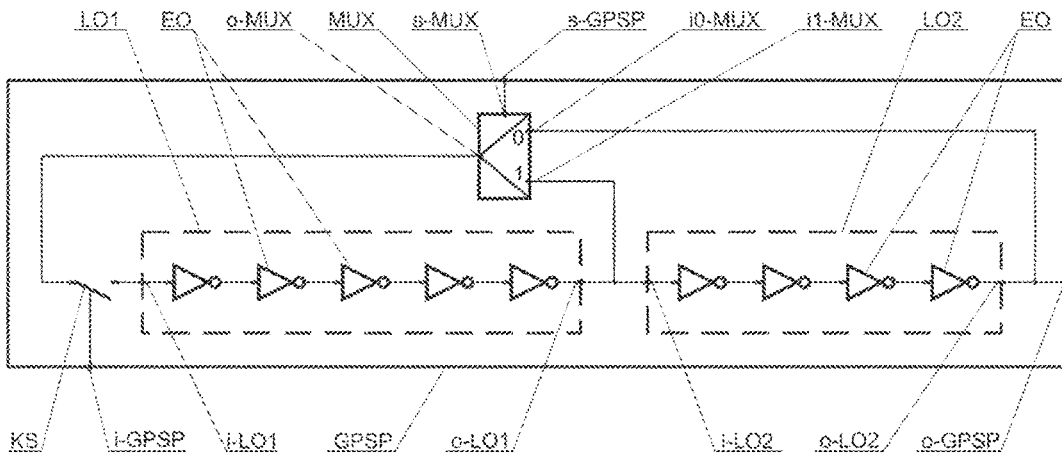 LO1 EO o-MUX MUX s-MUX s-GPSP i0-MUX i1-MUX LO2 EO
0
1
KS i-GPSP i-LO1 GPSP o-LO1 i-LO2 o-LO2 o-GPSP